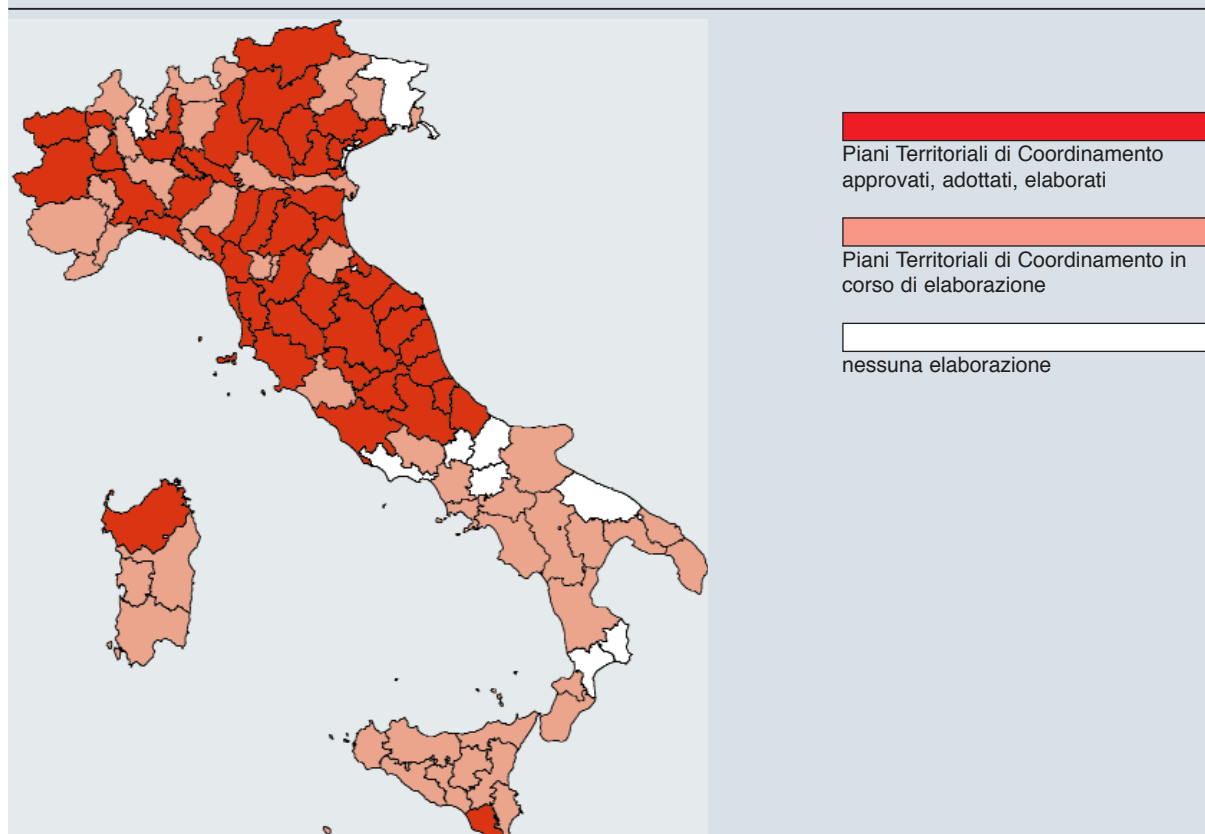 Piani Territoriali di Coordinamento
approvati, adottati, elaborati
Piani Territoriali di Coordinamento in
corso di elaborazione
nessuna elaborazione